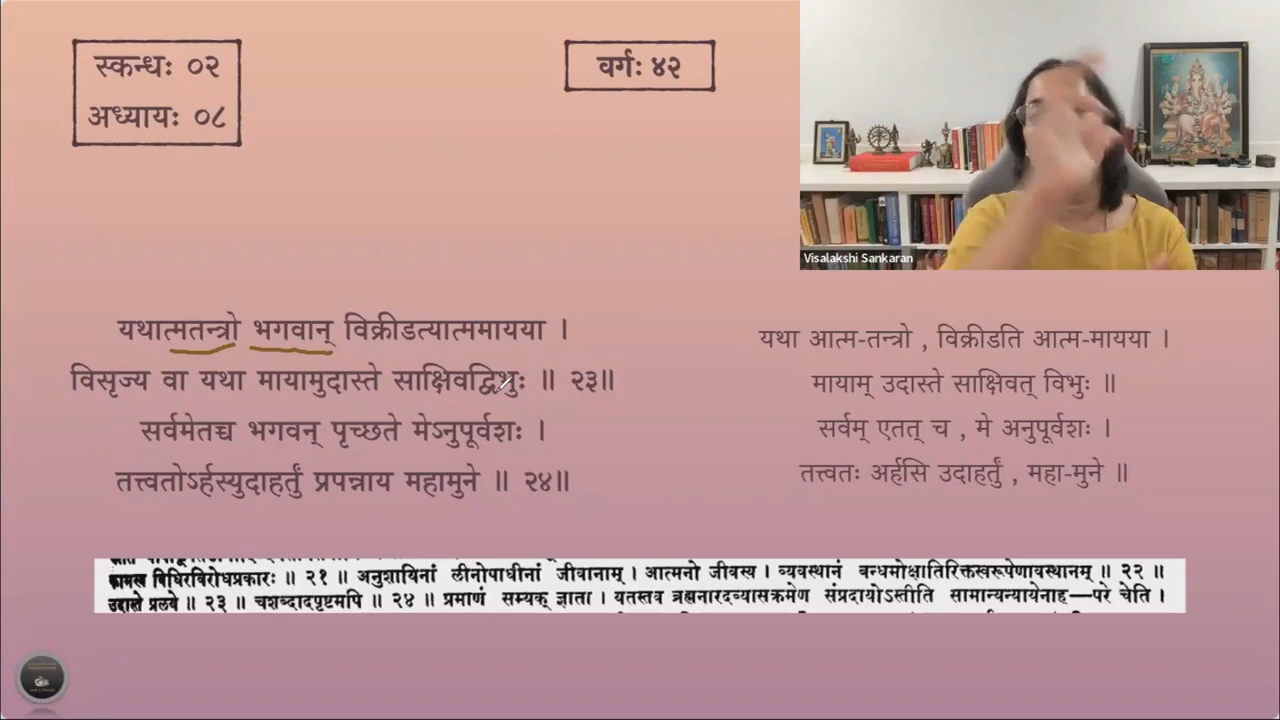 स्कन्धः ०२
अध्यायः ०८
वर्गः ४२
Visalakshi Sankaran
यथात्मतन्त्रो भगवान् विक्रीडत्यात्ममायया ।
विसृज्य वा यथा मायामुदास्ते साक्षिवद्विभुः ॥ २३॥
सर्वमेतच्च भगवन् पृच्छते मेऽनुपूर्वशः ।
तत्त्वतोऽर्हस्युदाहर्तुं प्रपन्नाय महामुने ॥ २४॥
यथा आत्म-तन्त्रो , विक्रीडति आत्म-मायया ।
मायाम् उदास्ते साक्षिवत् विभुः ॥
सर्वम् एतत् च , मे अनुपूर्वशः ।
तत्त्वतः अर्हसि उदाहर्तुं , महा-मुने ॥
विधिरविरोधप्रकारः ॥ २१ ॥ अनुशायिनां लीनोपाधीनां जीवानाम् । आत्मनो जीवस्य । व्यवस्थानं बन्धमोक्षातिरिक्तस्वरूपेणावस्थानम् ॥ २२ ॥
उदास्ते प्रलये ॥ २३ ॥ चशब्दादपृष्टमपि ॥ २४ ॥ प्रमाणं सम्यक् ज्ञाता । यतस्तव ब्रह्मनारदव्यासक्रमेण संप्रदायोऽस्तीति सामान्यन्यायेनाह—परे चेति ।